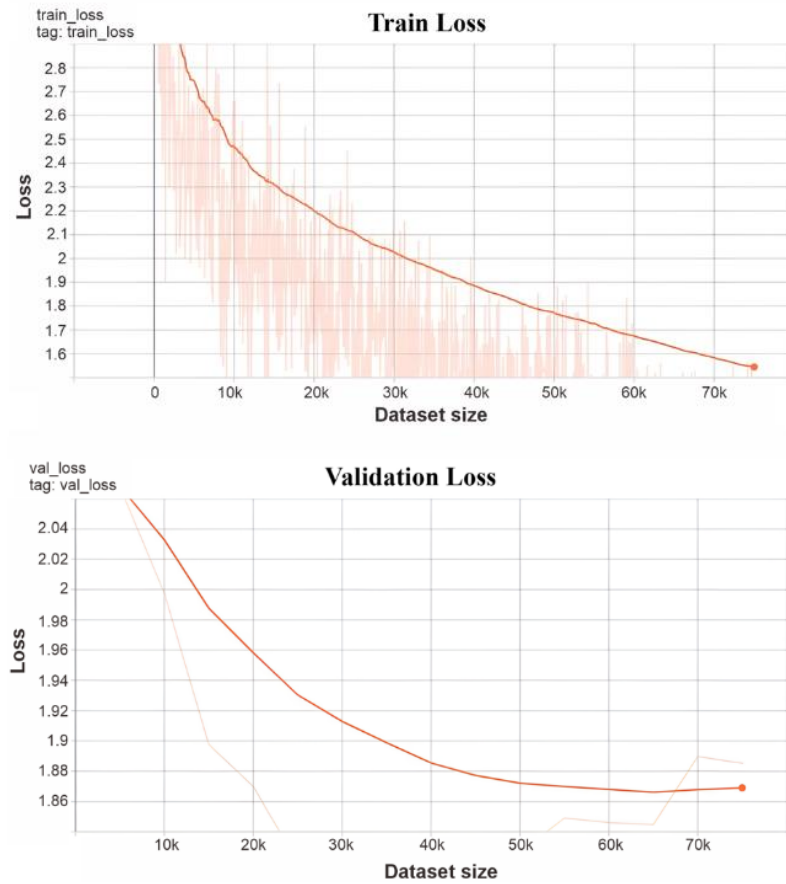 train_loss
tag: train_loss
Train Loss
2.8
2.7
2.6
2.5
2.4
2.3
2.2
2.1
2
1.9
1.8
1.7
1.6
Loss
0 10k 20k 30k 40k 50k 60k 70k
Dataset size
val_loss
tag: val_loss
Validation Loss
2.04
2.02
2
1.98
1.96
1.94
1.92
1.9
1.88
1.86
Loss
10k 20k 30k 40k 50k 60k 70k
Dataset size